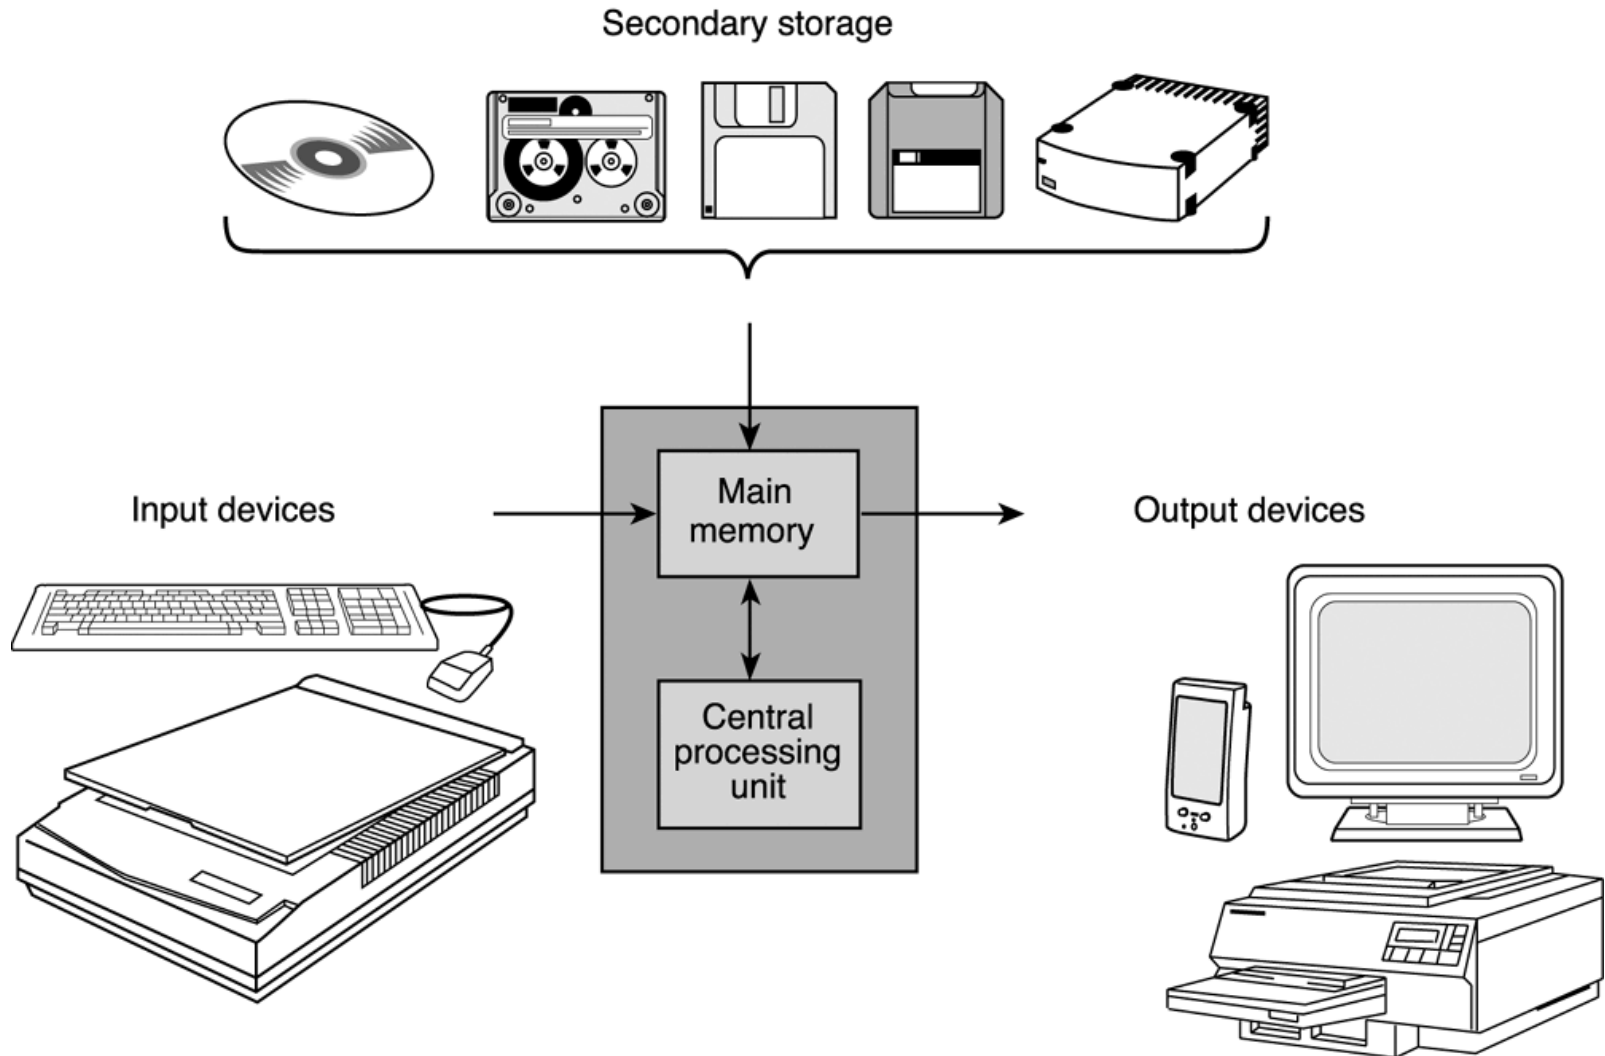 Secondary storage
Input devices
Main
memory
Output devices
Central
processing
unit